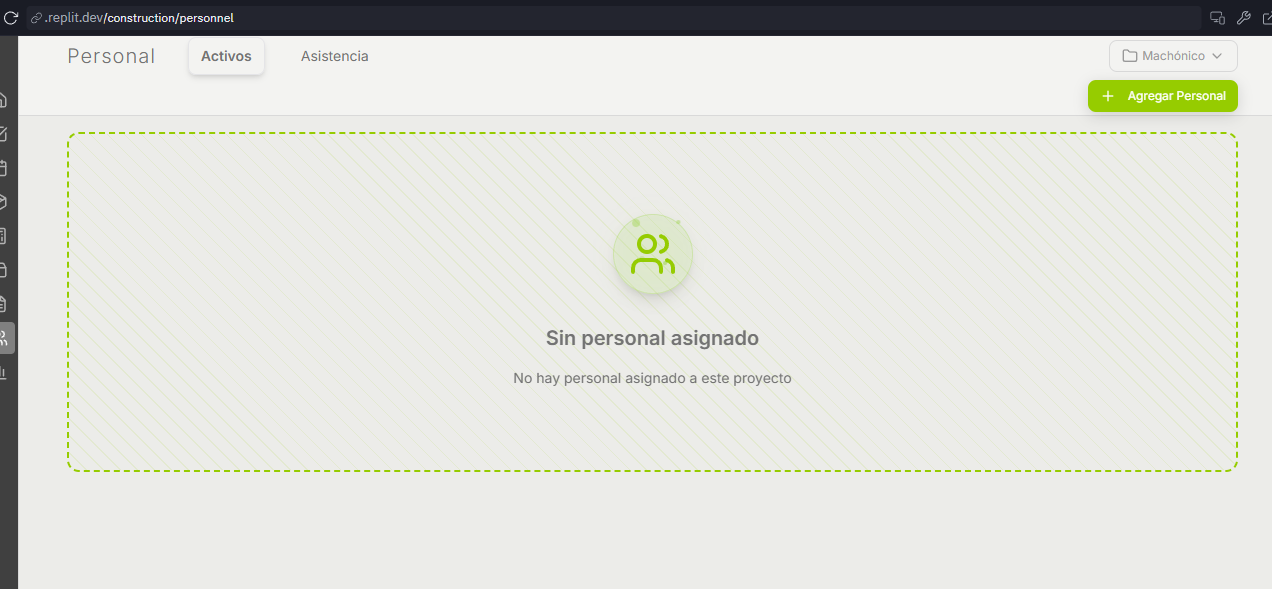 .replit.dev/construction/personnel
Personal Activos Asistencia Machónico
Agregar Personal
Sin personal asignado
No hay personal asignado a este proyecto